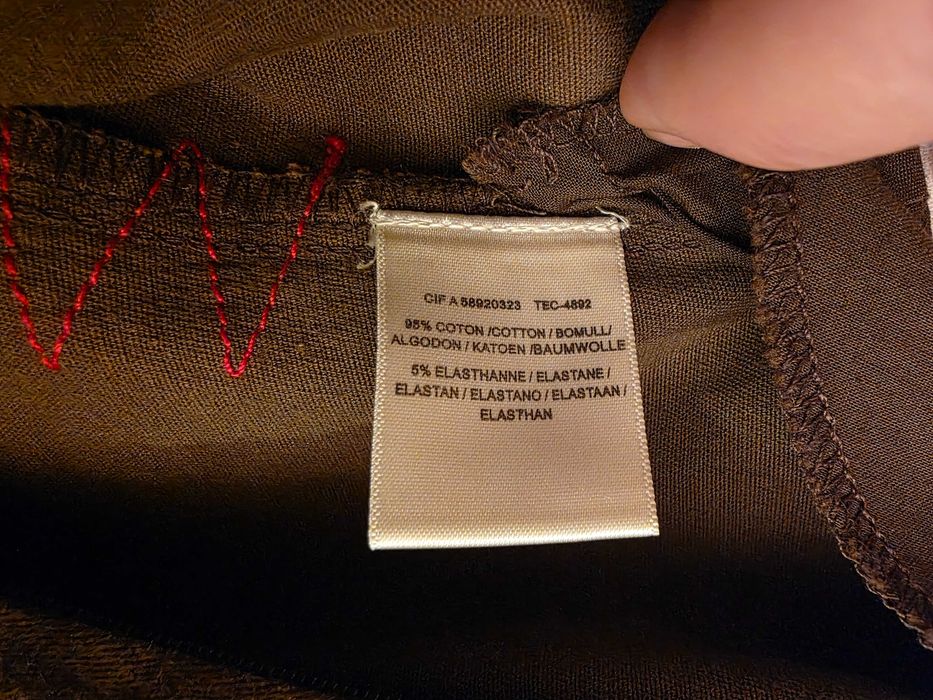 CIF A 58920323 TEC-4892
95% COTON /COTTON / BOMULL/
ALGODON / KATOEN /BAUMWOLLE
5% ELASTHANNE / ELASTANE /
ELASTAN / ELASTANO / ELASTAAN /
ELASTHAN